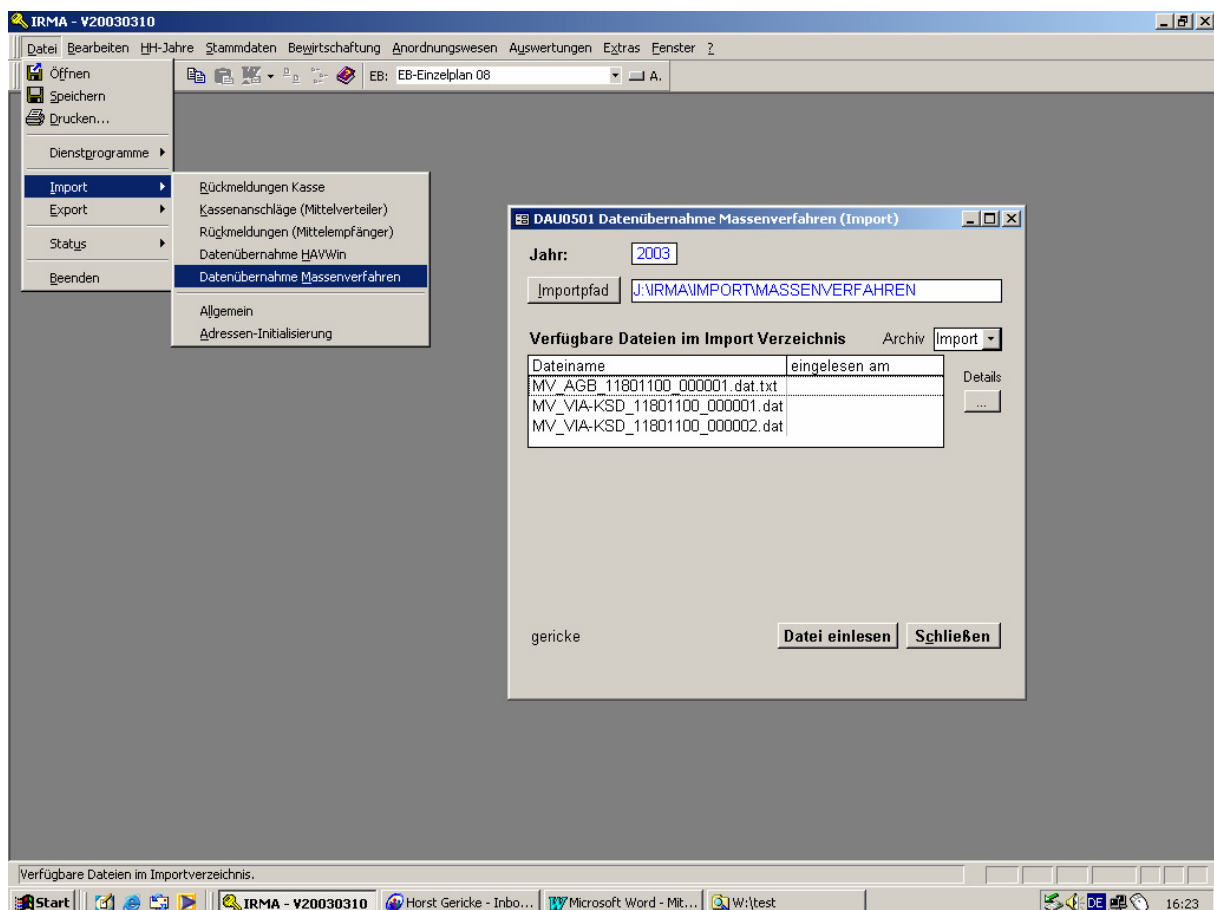 IRMA - V20030310
Datei Bearbeiten HH-Jahre Stammdaten Bewirtschaftung Anordnungswesen Auswertungen Extras Fenster ?
EB: EB-Einzelplan 08 A.
Öffnen
Speichern
Drucken...
Dienstprogramme
Import
Export
Status
Beenden
Rückmeldungen Kasse
Kassenanschläge (Mittelverteiler)
Rückmeldungen (Mittelempfänger)
Datenübernahme HAVWin
Datenübernahme Massenverfahren
Allgemein
Adressen-Initialisierung
DAU0501 Datenübernahme Massenverfahren (Import)
Jahr: 2003
Importpfad J:\IRMA\IMPORT\MASSENVERFAHREN
Verfügbare Dateien im Import Verzeichnis Archiv Import
Dateiname eingelesen am
Details
MV_AGB_11801100_000001.dat.txt
...
MV_VIA-KSD_11801100_000001.dat
MV_VIA-KSD_11801100_000002.dat
gericke Datei einlesen Schließen
Verfügbare Dateien im Importverzeichnis.
Start IRMA - V20030310 Horst Gericke - Inbo... Microsoft Word - Mit... W:\test DE 16:23